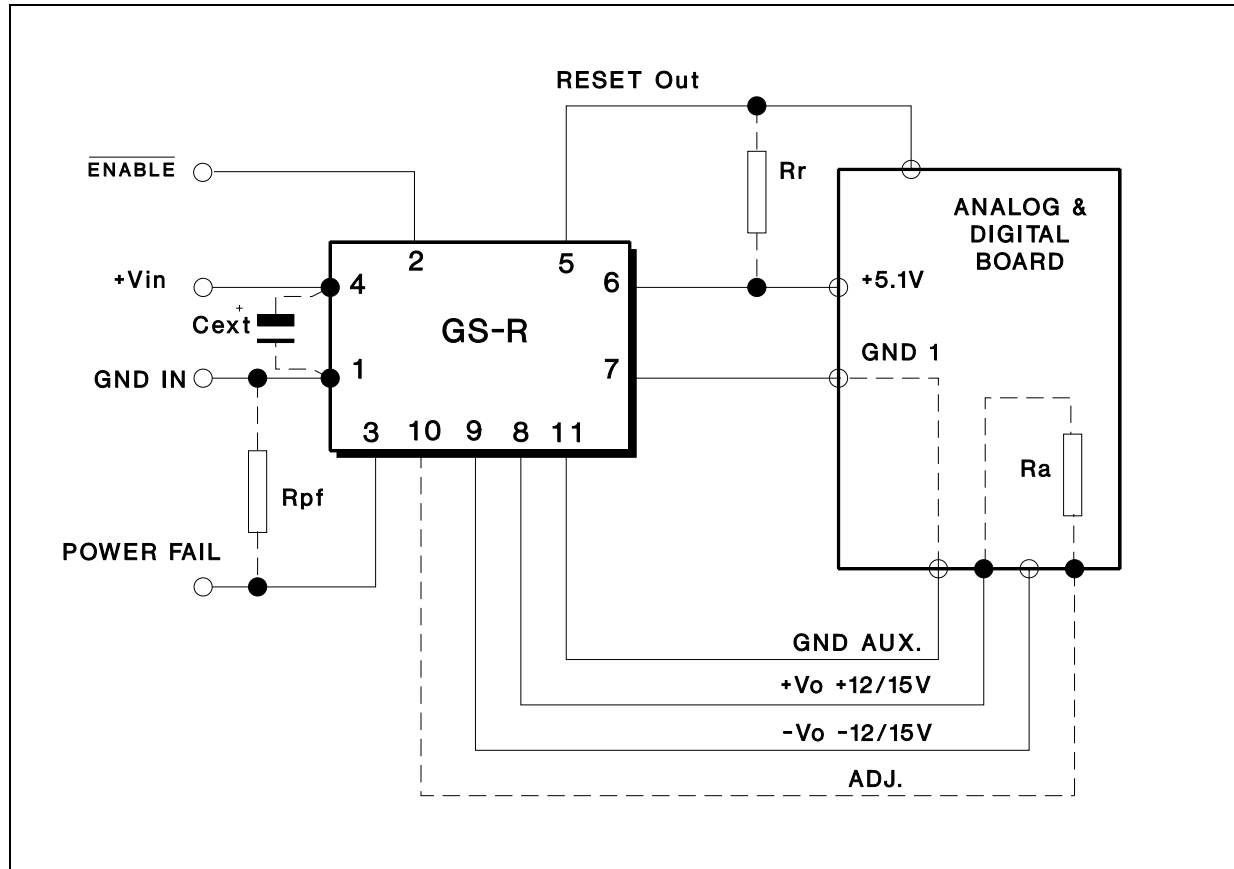 RESET Out
ENABLE
Rr
ANALOG &
DIGITAL
BOARD
2
5
+Vin
4
6
+5.1V
+
Cext
GS-R
GND IN
1
7
GND 1
3
10
9
8
11
Ra
Rpf
POWER FAIL
GND AUX.
+Vo +12/15V
-Vo -12/15V
ADJ.